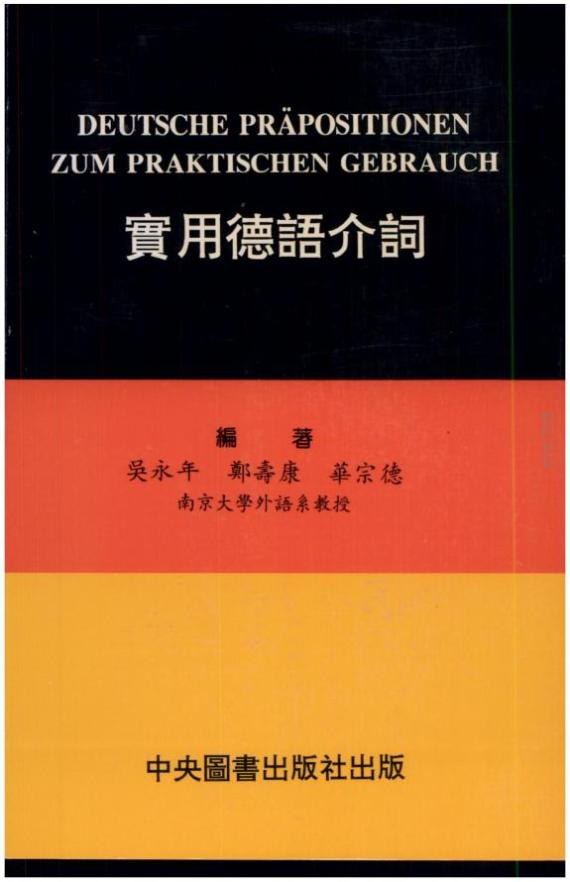 DEUTSCHE PRÄPOSITIONEN
ZUM PRAKTISCHEN GEBRAUCH
實用德語介詞
編 著
吳永年 鄭壽康 華宗德
南京大學外語系教授
中央圖書出版社出版